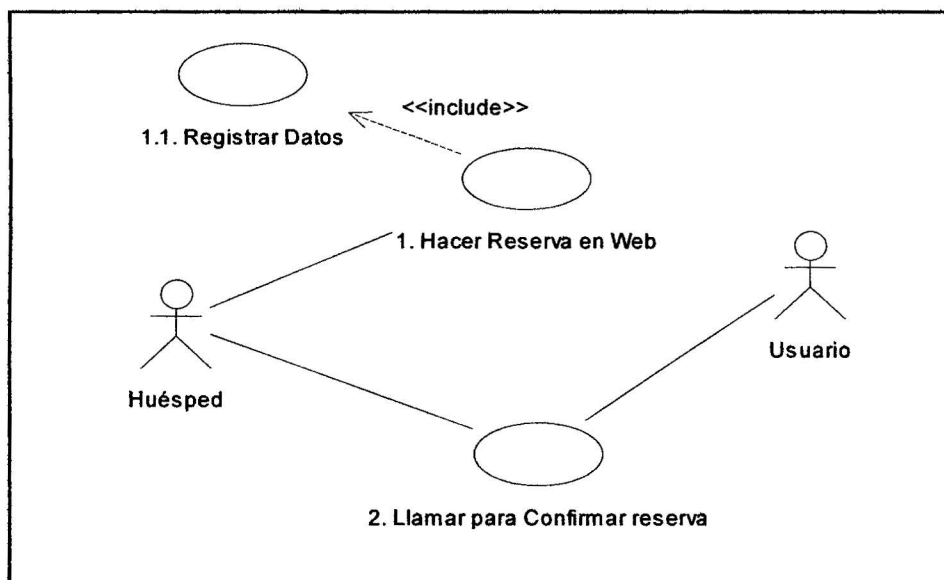 <<include>>
1.1. Registrar Datos
1. Hacer Reserva en Web
Usuario
Huésped
2. Llamar para Confirmar reserva